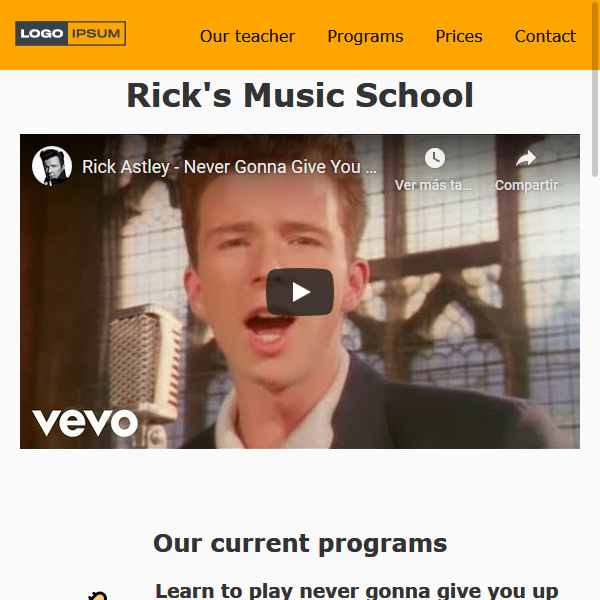 LOGO IPSUM
Our teacher
Programs
Prices
Contact
Rick's Music School
Rick Astley - Never Gonna Give You ...
Ver más ta...
Compartir
vevo
Our current programs
Learn to play never gonna give you up